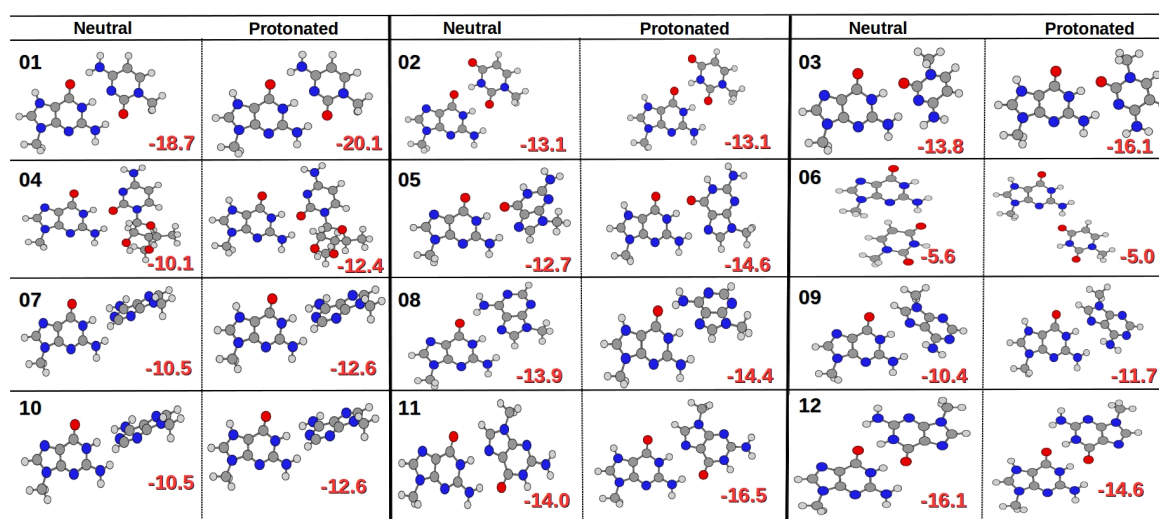 Neutral Protonated Neutral Protonated Neutral Protonated
01 -18.7 -20.1 02 -13.1 -13.1 03 -13.8 -16.1
04 -10.1 -12.4 05 -12.7 -14.6 06 -5.6 -5.0
07 -10.5 -12.6 08 -13.9 -14.4 09 -10.4 -11.7
10 -10.5 -12.6 11 -14.0 -16.5 12 -16.1 -14.6